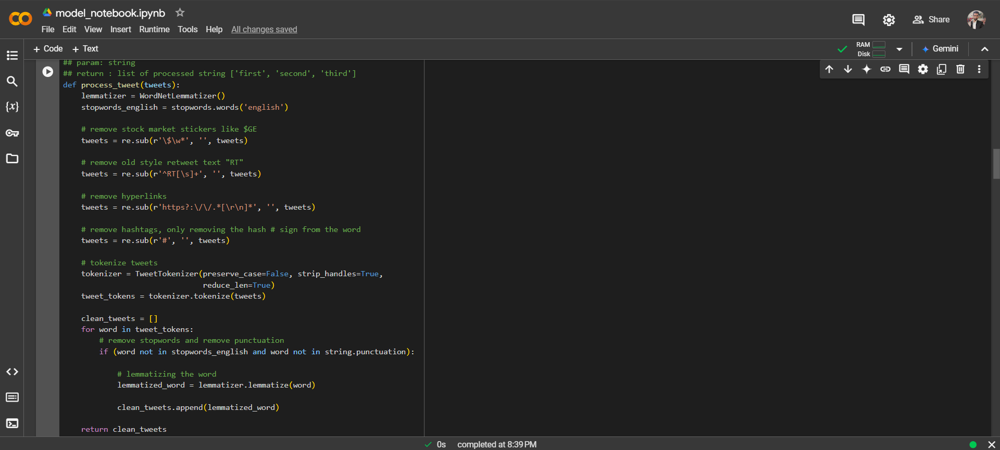 model_notebook.ipynb
File Edit View Insert Runtime Tools Help All changes saved
Share
+ Code + Text
RAM
Disk
Gemini
## param: string
## return : list of processed string ['first', 'second', 'third']
def process_tweet(tweets):
    lemmatizer = WordNetLemmatizer()
    stopwords_english = stopwords.words('english')

    # remove stock market stickers like $GE
    tweets = re.sub(r'\$\w*', '', tweets)

    # remove old style retweet text "RT"
    tweets = re.sub(r'^RT[\s]+', '', tweets)

    # remove hyperlinks
    tweets = re.sub(r'https?:\/\/.*[\r\n]*', '', tweets)

    # remove hashtags, only removing the hash # sign from the word
    tweets = re.sub(r'#', '', tweets)

    # tokenize tweets
    tokenizer = TweetTokenizer(preserve_case=False, strip_handles=True,
                               reduce_len=True)
    tweet_tokens = tokenizer.tokenize(tweets)

    clean_tweets = []
    for word in tweet_tokens:
        # remove stopwords and remove punctuation
        if (word not in stopwords_english and word not in string.punctuation):

            # lemmatizing the word
            lemmatized_word = lemmatizer.lemmatize(word)

            clean_tweets.append(lemmatized_word)

    return clean_tweets
0s completed at 8:39 PM